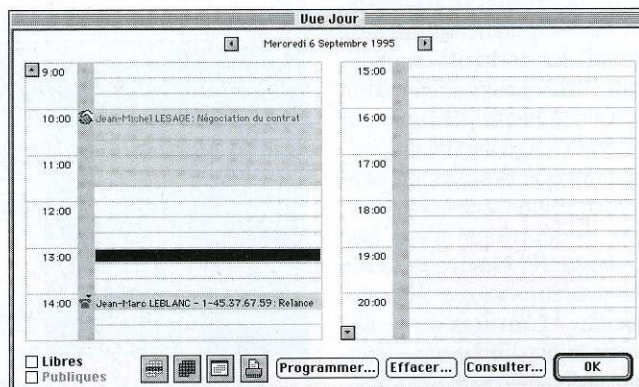 Vue Jour
Mercredi 6 Septembre 1995
9:00
10:00 Jean-Michel LESAGE: Négociation du contrat
11:00
12:00
13:00
14:00 Jean-Marc LEBLANC - 1-45.37.67.59: Relance
15:00
16:00
17:00
18:00
19:00
20:00
Libres
Publiques
Programmer... Effacer... Consulter... OK